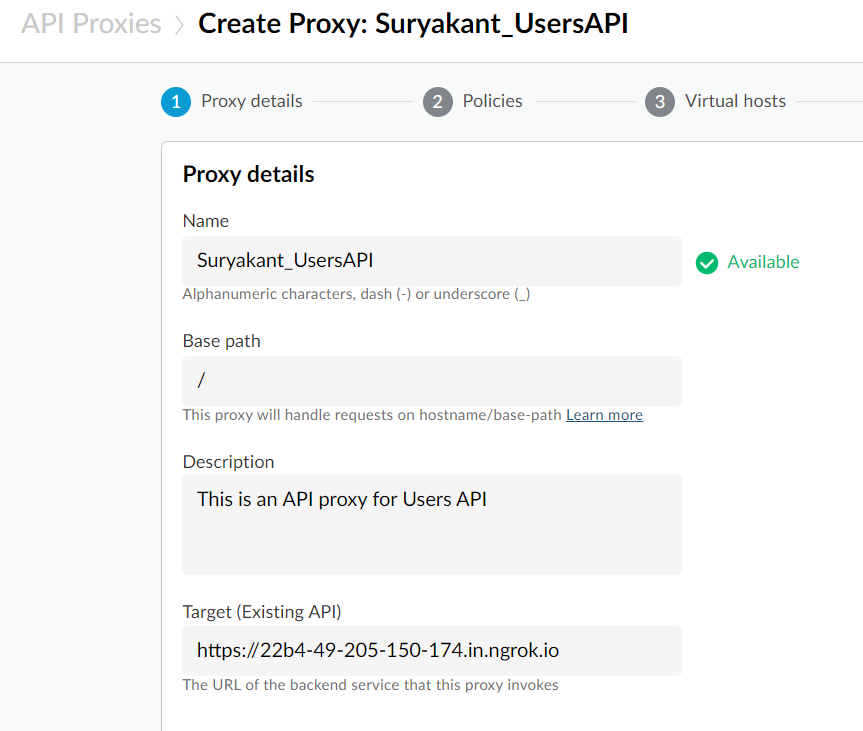 API Proxies > Create Proxy: Suryakant_UsersAPI
1 Proxy details 2 Policies 3 Virtual hosts
Proxy details
Name
Suryakant_UsersAPI Available
Alphanumeric characters, dash (-) or underscore (_)
Base path
/
This proxy will handle requests on hostname/base-path Learn more
Description
This is an API proxy for Users API
Target (Existing API)
https://22b4-49-205-150-174.in.ngrok.io
The URL of the backend service that this proxy invokes